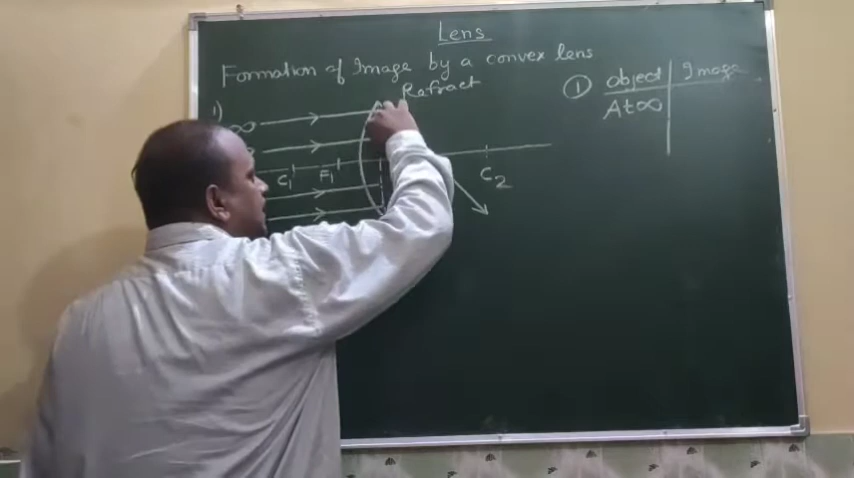 Lens
Formation of Image by a convex lens
Refract
1)
∞
C1 F1
C2
① object Image
At ∞